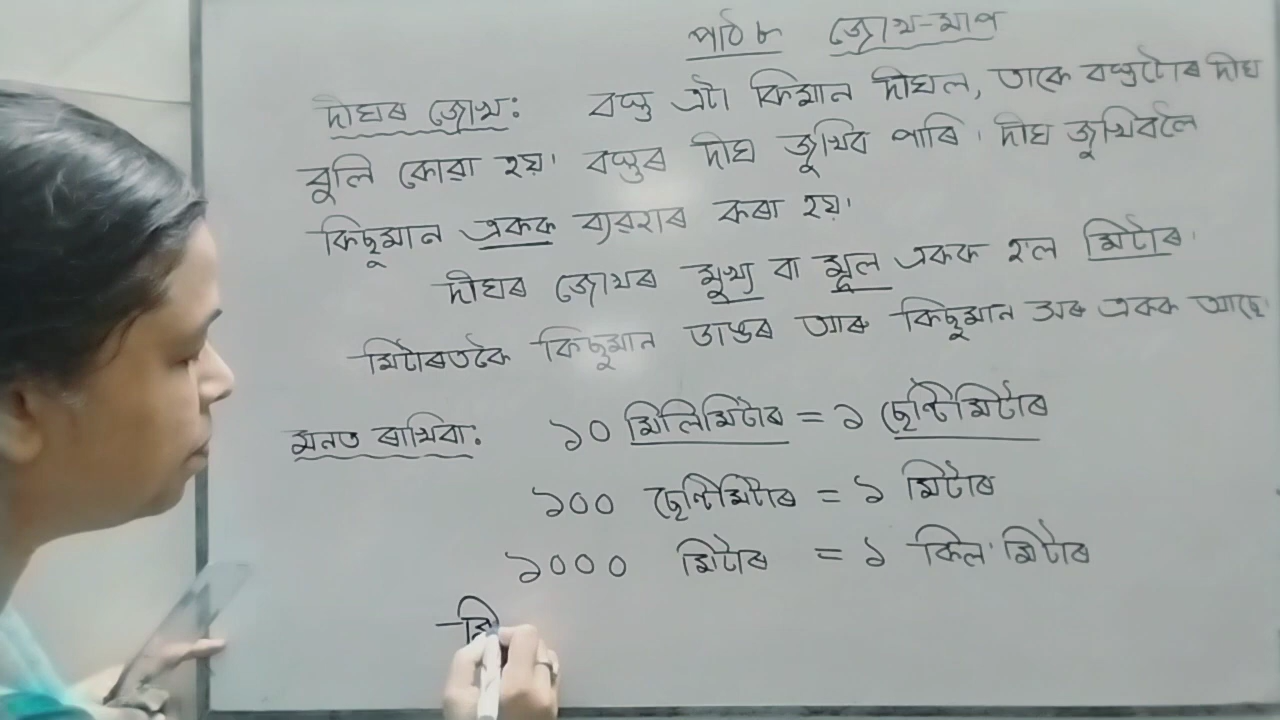 পাঠ ৮ জোখ-মাপ
দীঘৰ জোখ: বস্তু এটা কিমান দীঘল, তাকে বস্তুটোৰ দীঘ
বুলি কোৱা হয়। বস্তুৰ দীঘ জুখিব পাৰি। দীঘ জুখিবলৈ
কিছুমান একক ব্যৱহাৰ কৰা হয়।
দীঘৰ জোখৰ মুখ্য বা মূল একক হ'ল মিটাৰ।
মিটাৰতকৈ কিছুমান ডাঙৰ আৰু কিছুমান সৰু একক আছে।
মনত ৰাখিবা: ১০ মিলিমিটাৰ = ১ ছেণ্টিমিটাৰ
১০০ ছেণ্টিমিটাৰ = ১ মিটাৰ
১০০০ মিটাৰ = ১ কিল'মিটাৰ
মি